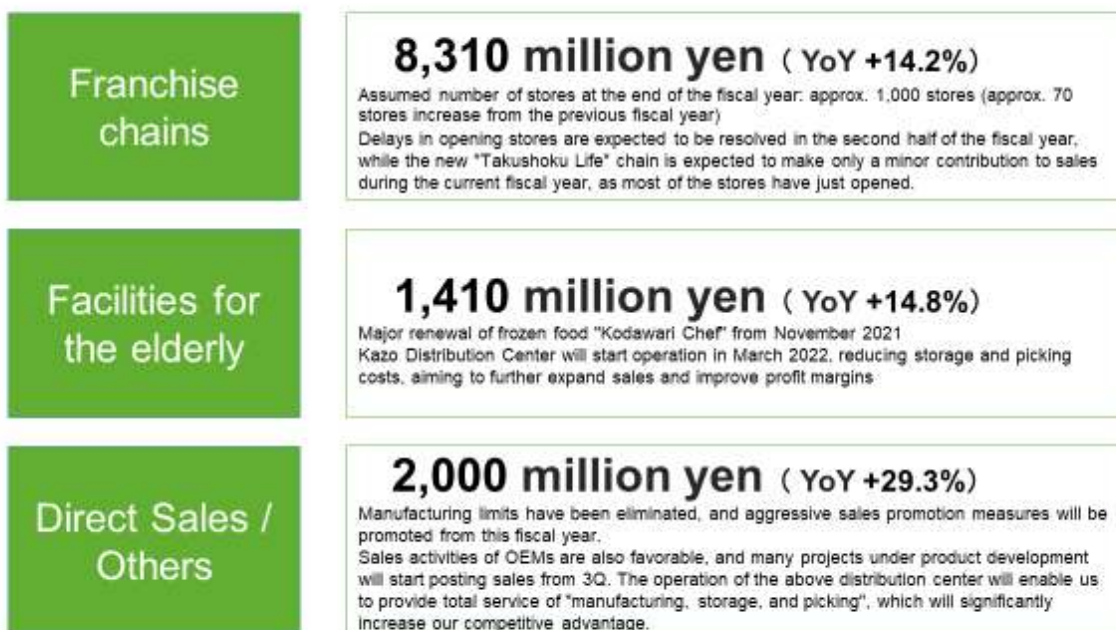 Franchise
chains
8,310 million yen ( YoY +14.2%)
Assumed number of stores at the end of the fiscal year: approx. 1,000 stores (approx. 70
stores increase from the previous fiscal year)
Delays in opening stores are expected to be resolved in the second half of the fiscal year,
while the new "Takushoku Life" chain is expected to make only a minor contribution to sales
during the current fiscal year, as most of the stores have just opened.
Facilities for
the elderly
1,410 million yen ( YoY +14.8%)
Major renewal of frozen food "Kodawari Chef" from November 2021
Kazo Distribution Center will start operation in March 2022, reducing storage and picking
costs, aiming to further expand sales and improve profit margins
Direct Sales /
Others
2,000 million yen ( YoY +29.3%)
Manufacturing limits have been eliminated, and aggressive sales promotion measures will be
promoted from this fiscal year.
Sales activities of OEMs are also favorable, and many projects under product development
will start posting sales from 3Q. The operation of the above distribution center will enable us
to provide total service of "manufacturing, storage, and picking", which will significantly
increase our competitive advantage.